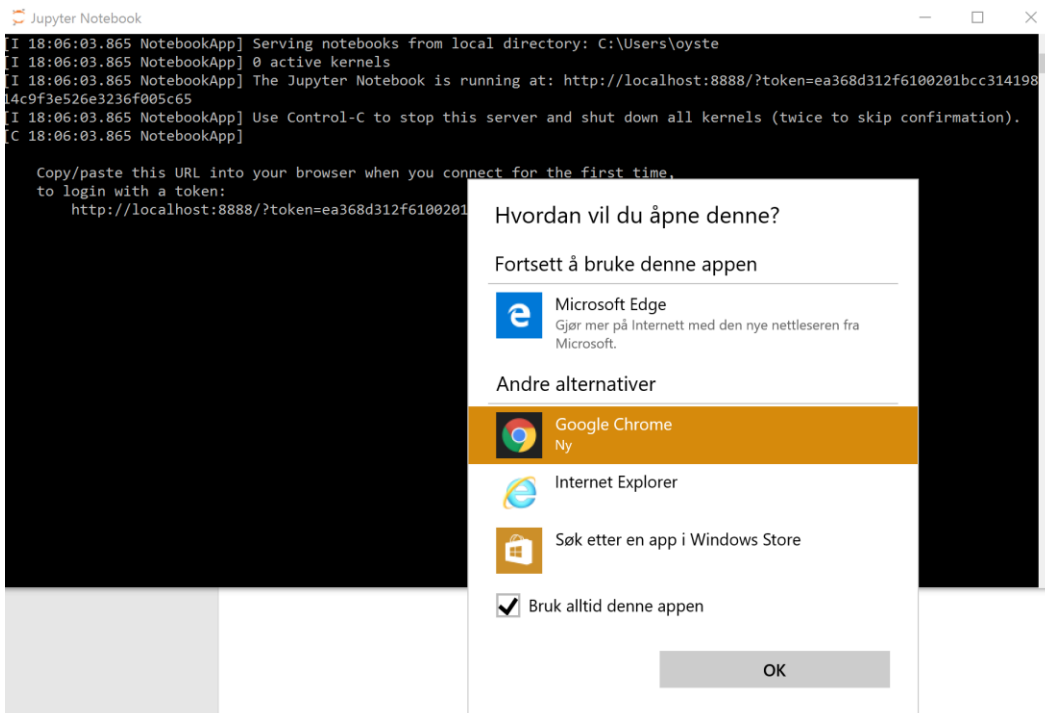 Jupyter Notebook
[I 18:06:03.865 NotebookApp] Serving notebooks from local directory: C:\Users\oyste
[I 18:06:03.865 NotebookApp] 0 active kernels
[I 18:06:03.865 NotebookApp] The Jupyter Notebook is running at: http://localhost:8888/?token=ea368d312f6100201bcc314198
14c9f3e526e3236f005c65
[I 18:06:03.865 NotebookApp] Use Control-C to stop this server and shut down all kernels (twice to skip confirmation).
[C 18:06:03.865 NotebookApp]
Copy/paste this URL into your browser when you connect for the first time,
to login with a token:
http://localhost:8888/?token=ea368d312f6100201
Hvordan vil du åpne denne?
Fortsett å bruke denne appen
Microsoft Edge
Gjør mer på Internett med den nye nettleseren fra
Microsoft.
Andre alternativer
Google Chrome
Ny
Internet Explorer
Søk etter en app i Windows Store
Bruk alltid denne appen
OK